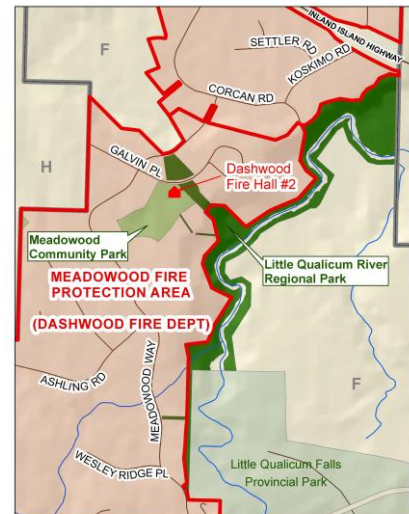 INLAND ISLAND HIGHWAY
F
SETTLER RD
KOSKIMO RD
CORCAN RD
H
GALVIN PL
Dashwood
Fire Hall #2
Meadowood
Community Park
Little Qualicum River
Regional Park
MEADOWOOD FIRE
PROTECTION AREA
(DASHWOOD FIRE DEPT)
ASHLING RD
MEADOWOOD WAY
F
WESLEY RIDGE PL
Little Qualicum Falls
Provincial Park